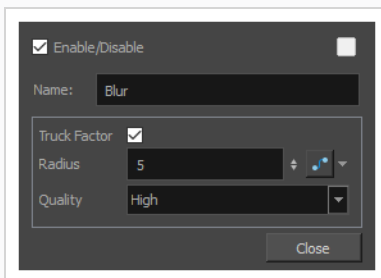 Enable/Disable
Name: Blur
Truck Factor
Radius 5
Quality High
Close